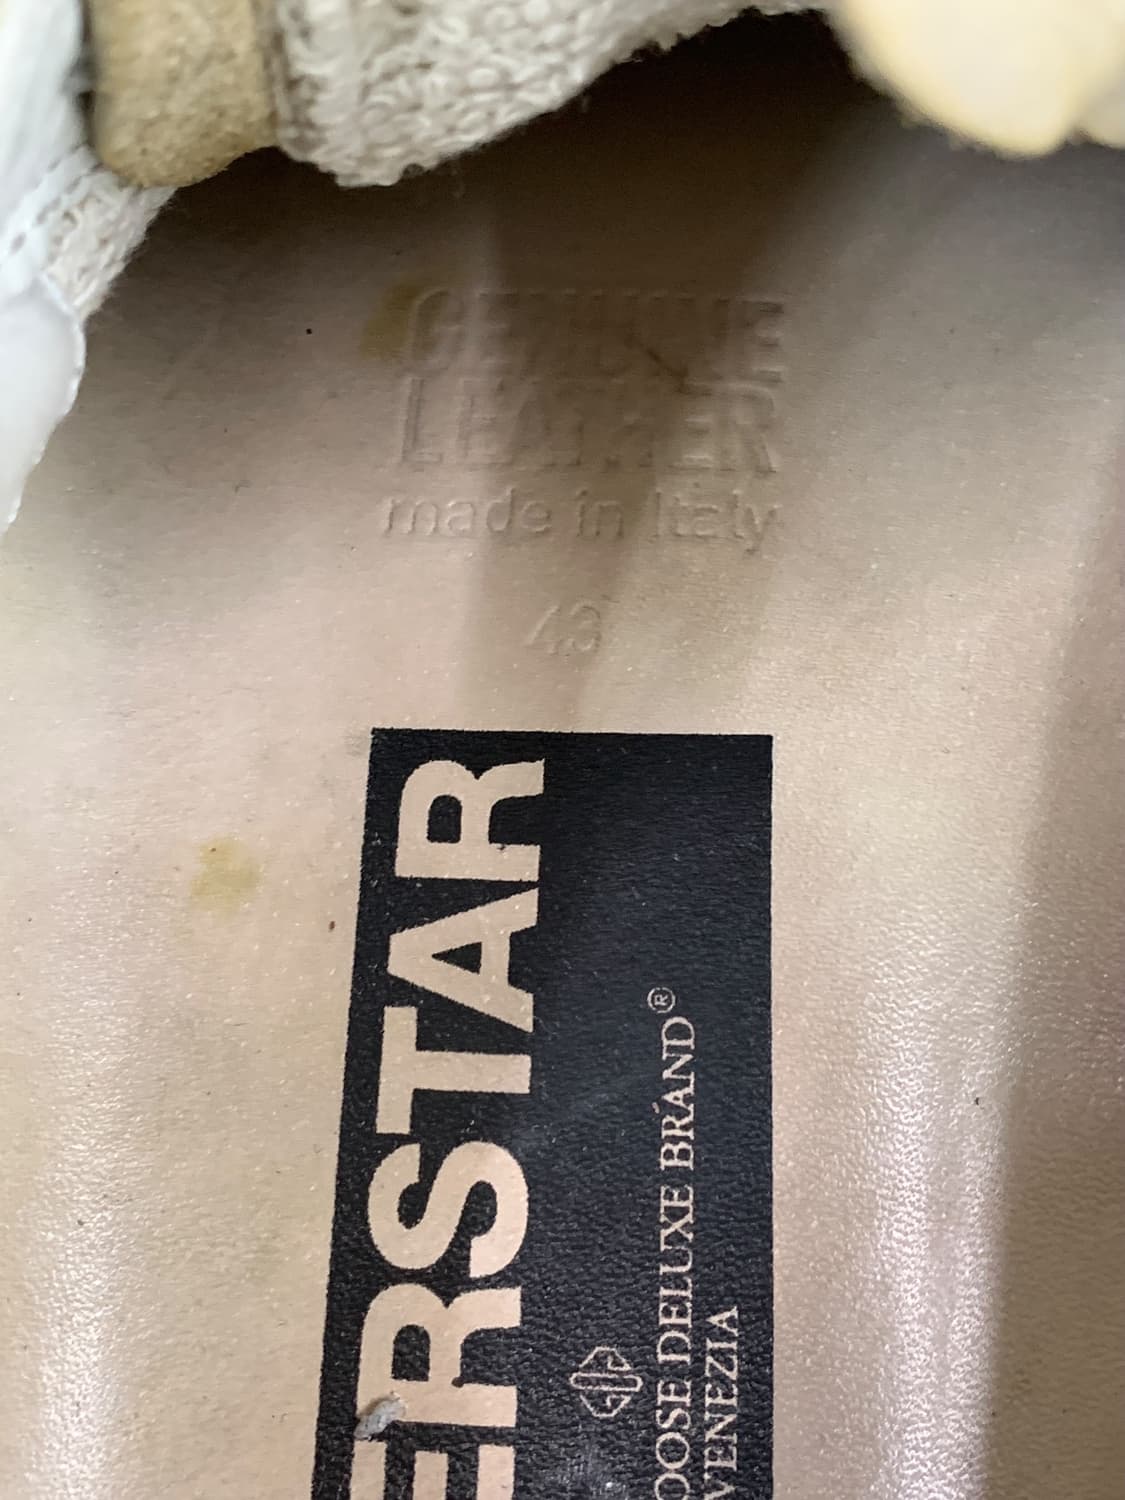 GENUINE
LEATHER
made in Italy
43
ERSTAR
OOSE DELUXE BRAND®
VENEZIA